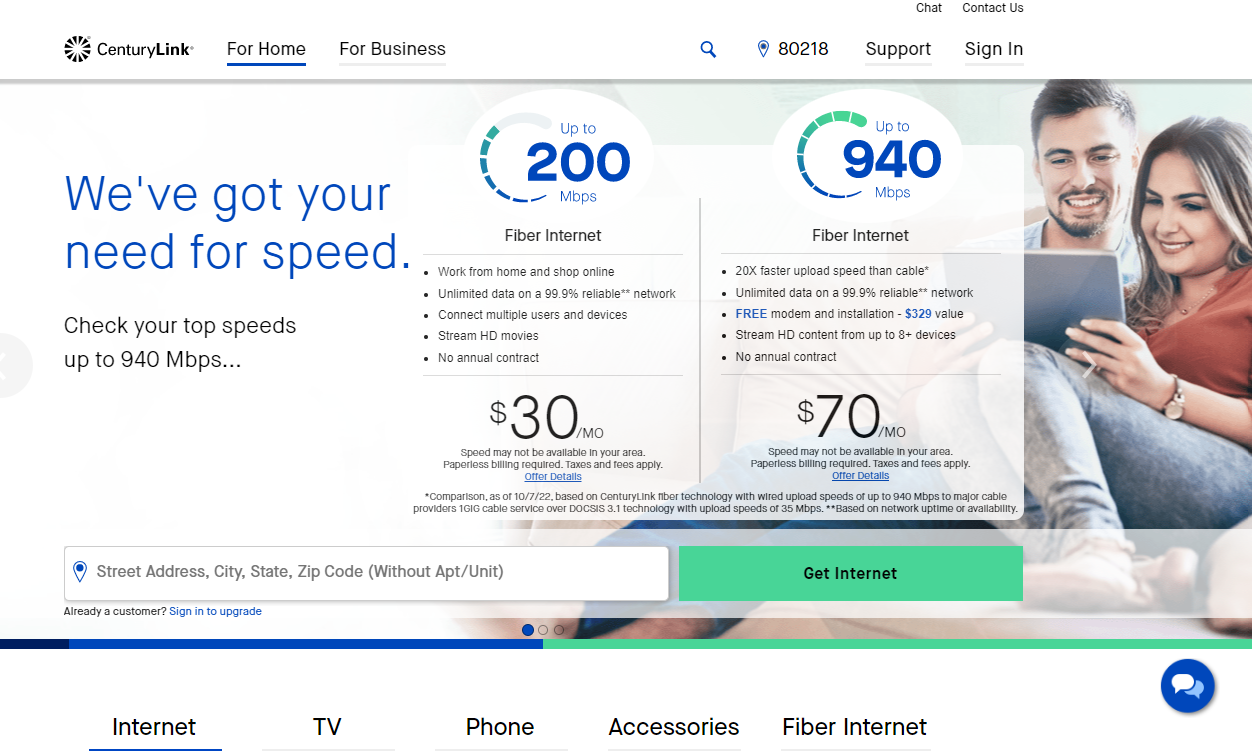 Chat Contact Us
CenturyLink® For Home For Business 80218 Support Sign In
We've got your
need for speed.
Check your top speeds
up to 940 Mbps...
Up to
200
Mbps
Fiber Internet
• Work from home and shop online
• Unlimited data on a 99.9% reliable** network
• Connect multiple users and devices
• Stream HD movies
• No annual contract
$30/MO
Speed may not be available in your area.
Paperless billing required. Taxes and fees apply.
Offer Details
Up to
940
Mbps
Fiber Internet
• 20X faster upload speed than cable*
• Unlimited data on a 99.9% reliable** network
• FREE modem and installation - $329 value
• Stream HD content from up to 8+ devices
• No annual contract
$70/MO
Speed may not be available in your area.
Paperless billing required. Taxes and fees apply.
Offer Details
*Comparison, as of 10/7/22, based on CenturyLink fiber technology with wired upload speeds of up to 940 Mbps to major cable
providers 1GIG cable service over DOCSIS 3.1 technology with upload speeds of 35 Mbps. **Based on network uptime or availability.
Street Address, City, State, Zip Code (Without Apt/Unit)
Get Internet
Already a customer? Sign in to upgrade
Internet TV Phone Accessories Fiber Internet